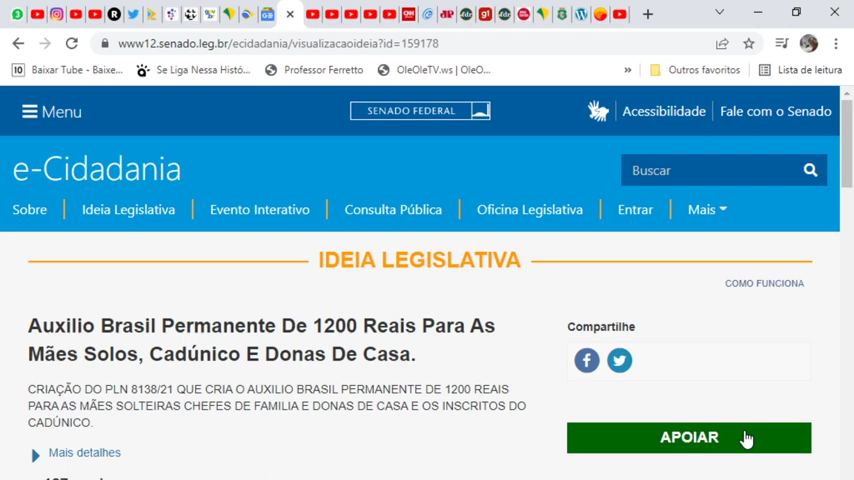 www12.senado.leg.br/ecidadania/visualizacaoideia?id=159178
Baixar Tube - Baixe... Se Liga Nessa Histó... Professor Ferretto OleOleTV.ws | OleO... » Outros favoritos Lista de leitura
Menu SENADO FEDERAL Acessibilidade Fale com o Senado
e-Cidadania Buscar
Sobre Ideia Legislativa Evento Interativo Consulta Pública Oficina Legislativa Entrar Mais
IDEIA LEGISLATIVA
COMO FUNCIONA
Auxilio Brasil Permanente De 1200 Reais Para As
Mães Solos, Cadúnico E Donas De Casa.
Compartilhe
CRIAÇÃO DO PLN 8138/21 QUE CRIA O AUXILIO BRASIL PERMANENTE DE 1200 REAIS
PARA AS MÃES SOLTEIRAS CHEFES DE FAMILIA E DONAS DE CASA E OS INSCRITOS DO
CADÚNICO.
APOIAR
Mais detalhes